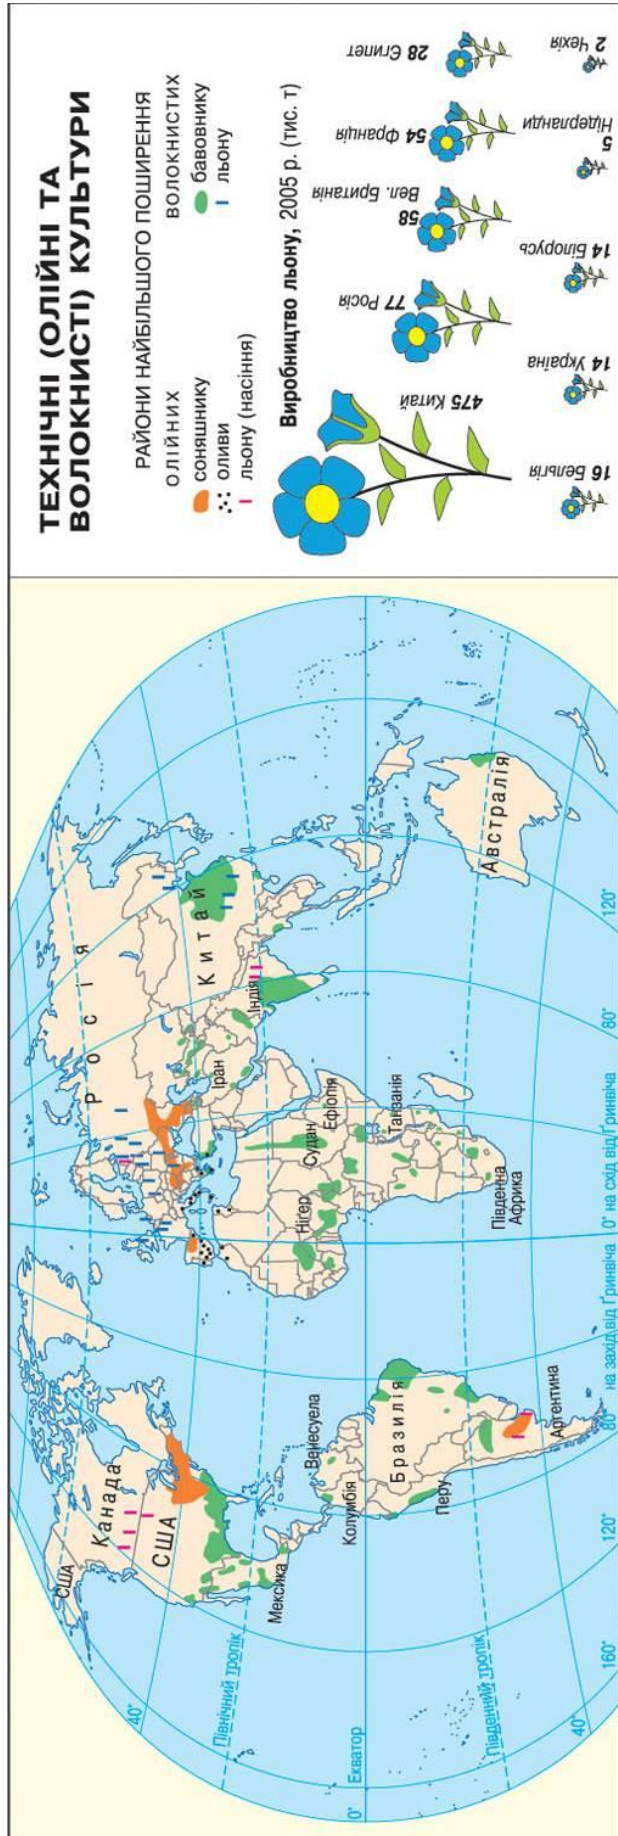 ТЕХНІЧНІ (ОЛІЙНІ ТА
ВОЛОКНИСТІ) КУЛЬТУРИ
РАЙОНИ НАЙБІЛЬШОГО ПОШИРЕННЯ
ОЛІЙНИХ
соняшнику
оливи
льону (насіння)
ВОЛОКНИСТИХ
бавовнику
льону
Виробництво льону, 2005 р. (тис. т)
475 Китай
77 Росія
Вел. Британія
58
54 Франція
28 Єгипет
16 Бельгія
14 Україна
14 Білорусь
Нідерланди
5
2 Чехія
США
Канада
США
Мексика
Венесуела
Колумбія
Бразилія
Перу
Аргентина
Росія
Китай
Іран
Індія
Нігер
Судан
Ефіопія
Танзанія
Південна
Африка
Австралія
Північний тропік
Екватор
Південний тропік
40°
0°
40°
160°
120°
80°
на захід від Ґринвіча
0°
на схід від Ґринвіча
80°
120°